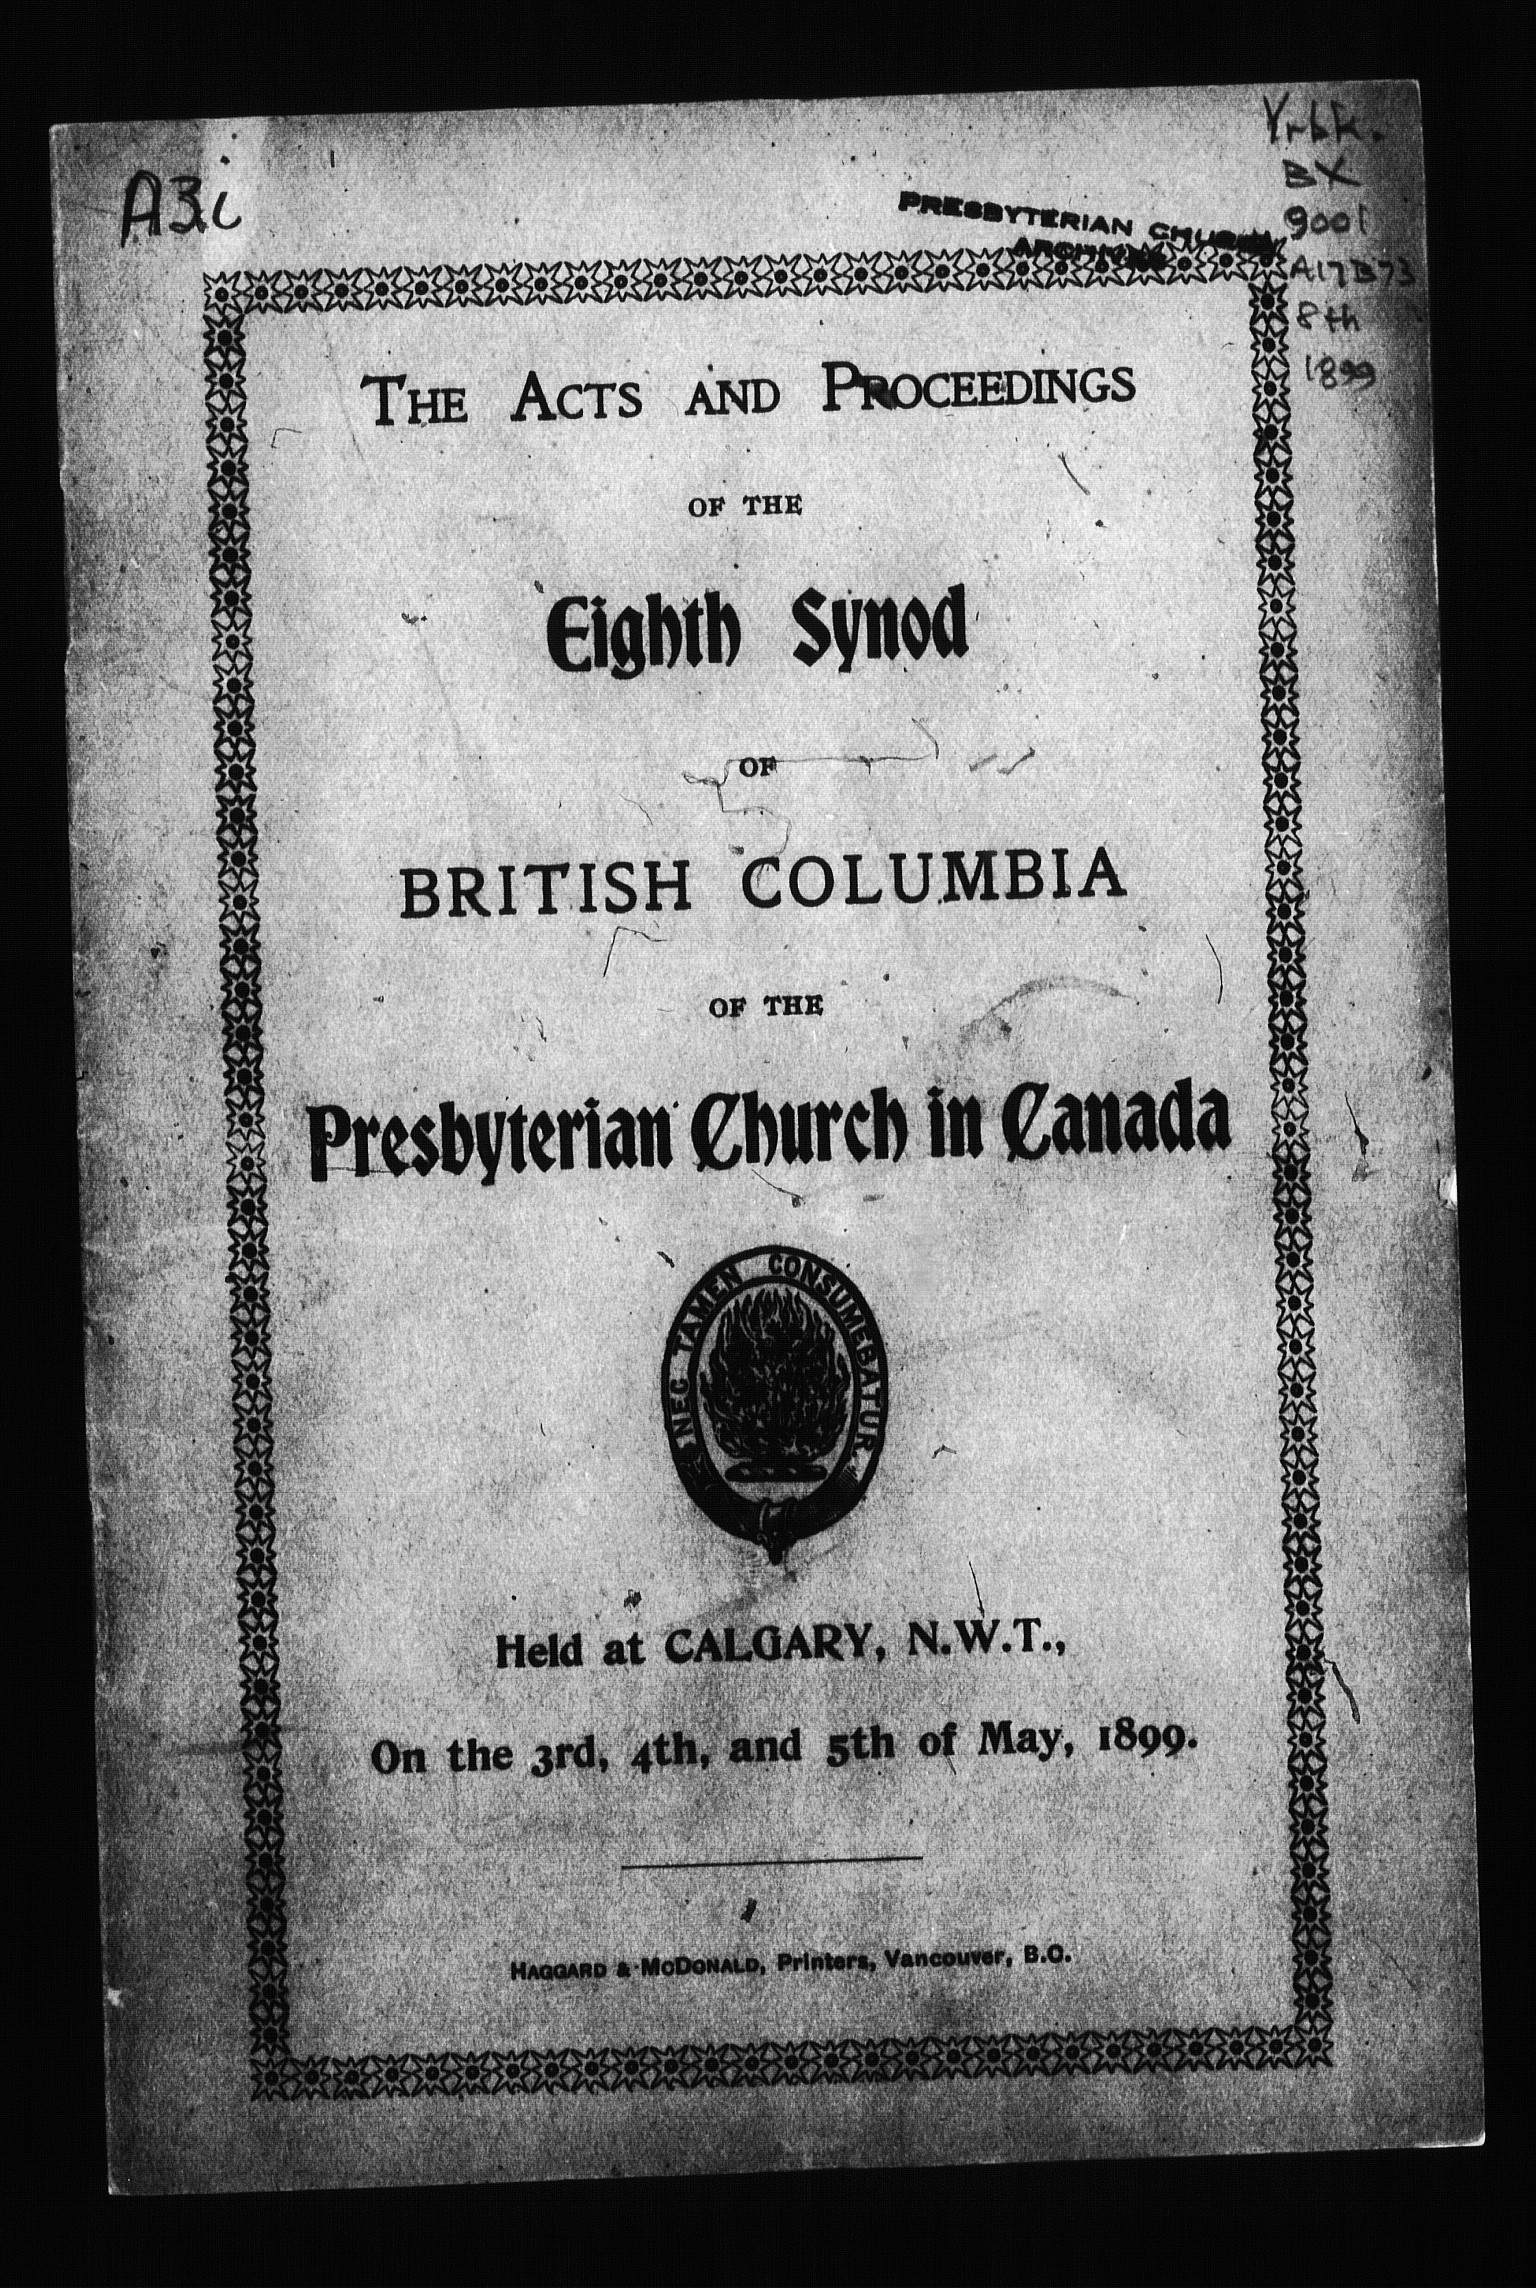 Yrbk.
BX
9001
A17B73
8th
1899
PRESBYTERIAN CHURCH
ARCHIVES
THE ACTS AND PROCEEDINGS
OF THE
Eighth Synod
OF
BRITISH COLUMBIA
OF THE
Presbyterian Church in Canada
NEC TAMEN CONSUMEBATUR
Held at CALGARY, N.W.T.,
On the 3rd, 4th, and 5th of May, 1899.
HAGGARD & MCDONALD, Printers, Vancouver, B.C.